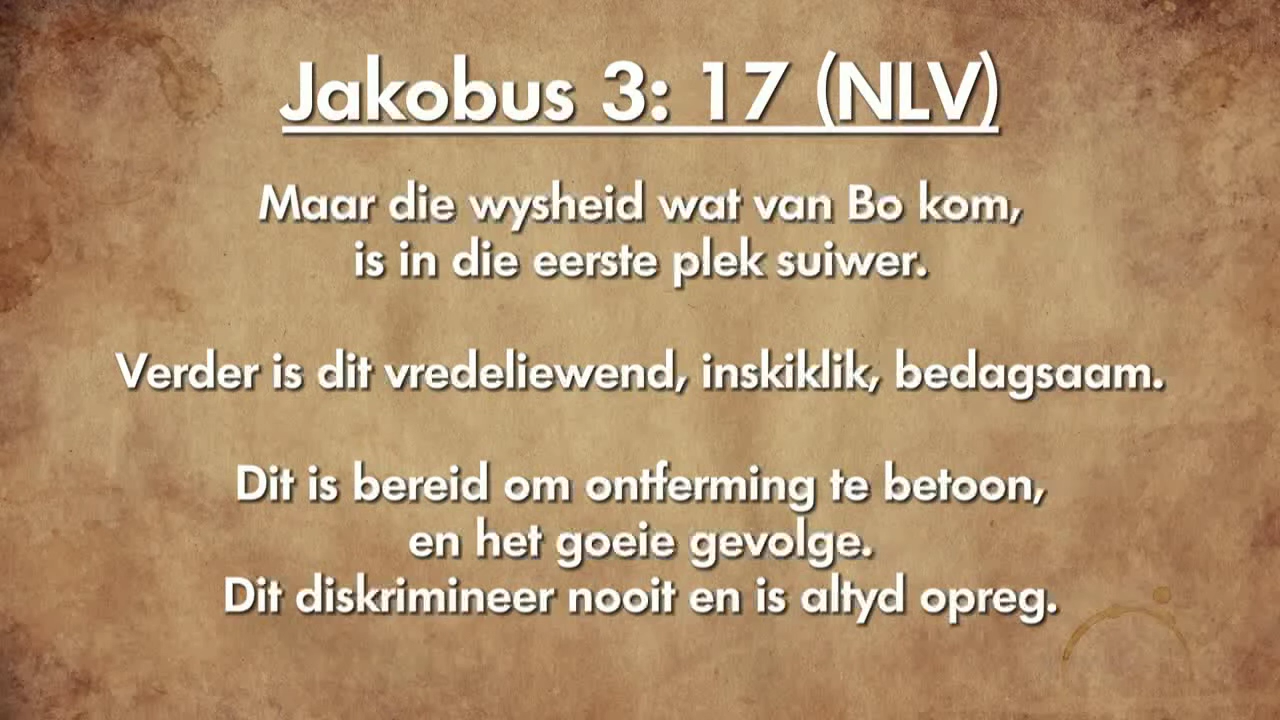 Jakobus 3: 17 (NLV)
Maar die wysheid wat van Bo kom,
is in die eerste plek suiwer.
Verder is dit vredeliewend, inskiklik, bedagsaam.
Dit is bereid om ontferming te betoon,
en het goeie gevolge.
Dit diskrimineer nooit en is altyd opreg.